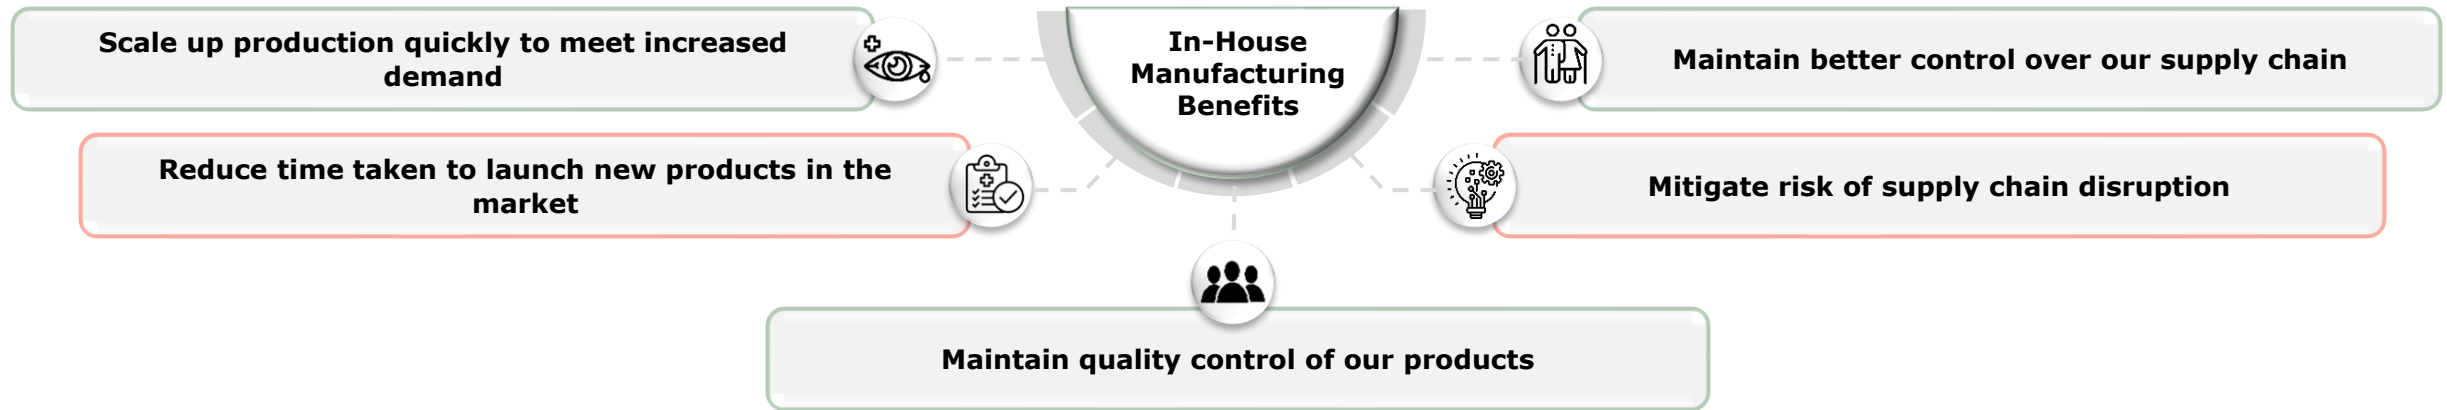 In-House
Manufacturing
Benefits
Scale up production quickly to meet increased
demand
Reduce time taken to launch new products in the
market
Maintain quality control of our products
Maintain better control over our supply chain
Mitigate risk of supply chain disruption